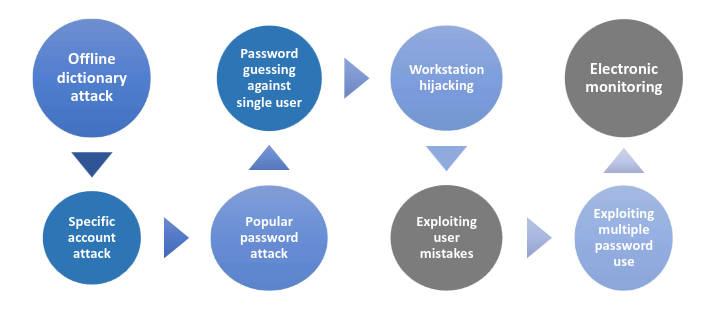 Offline
dictionary
attack
Specific
account
attack
Popular
password
attack
Password
guessing
against
single user
Workstation
hijacking
Exploiting
user
mistakes
Exploiting
multiple
password
use
Electronic
monitoring